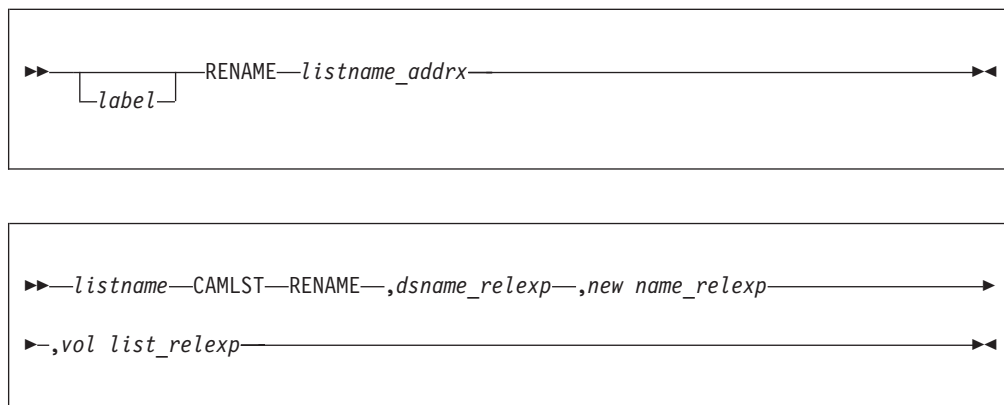 RENAME listname_addrx
label
listname CAMLST RENAME ,dsname_relexp ,new name_relexp
,vol list_relexp